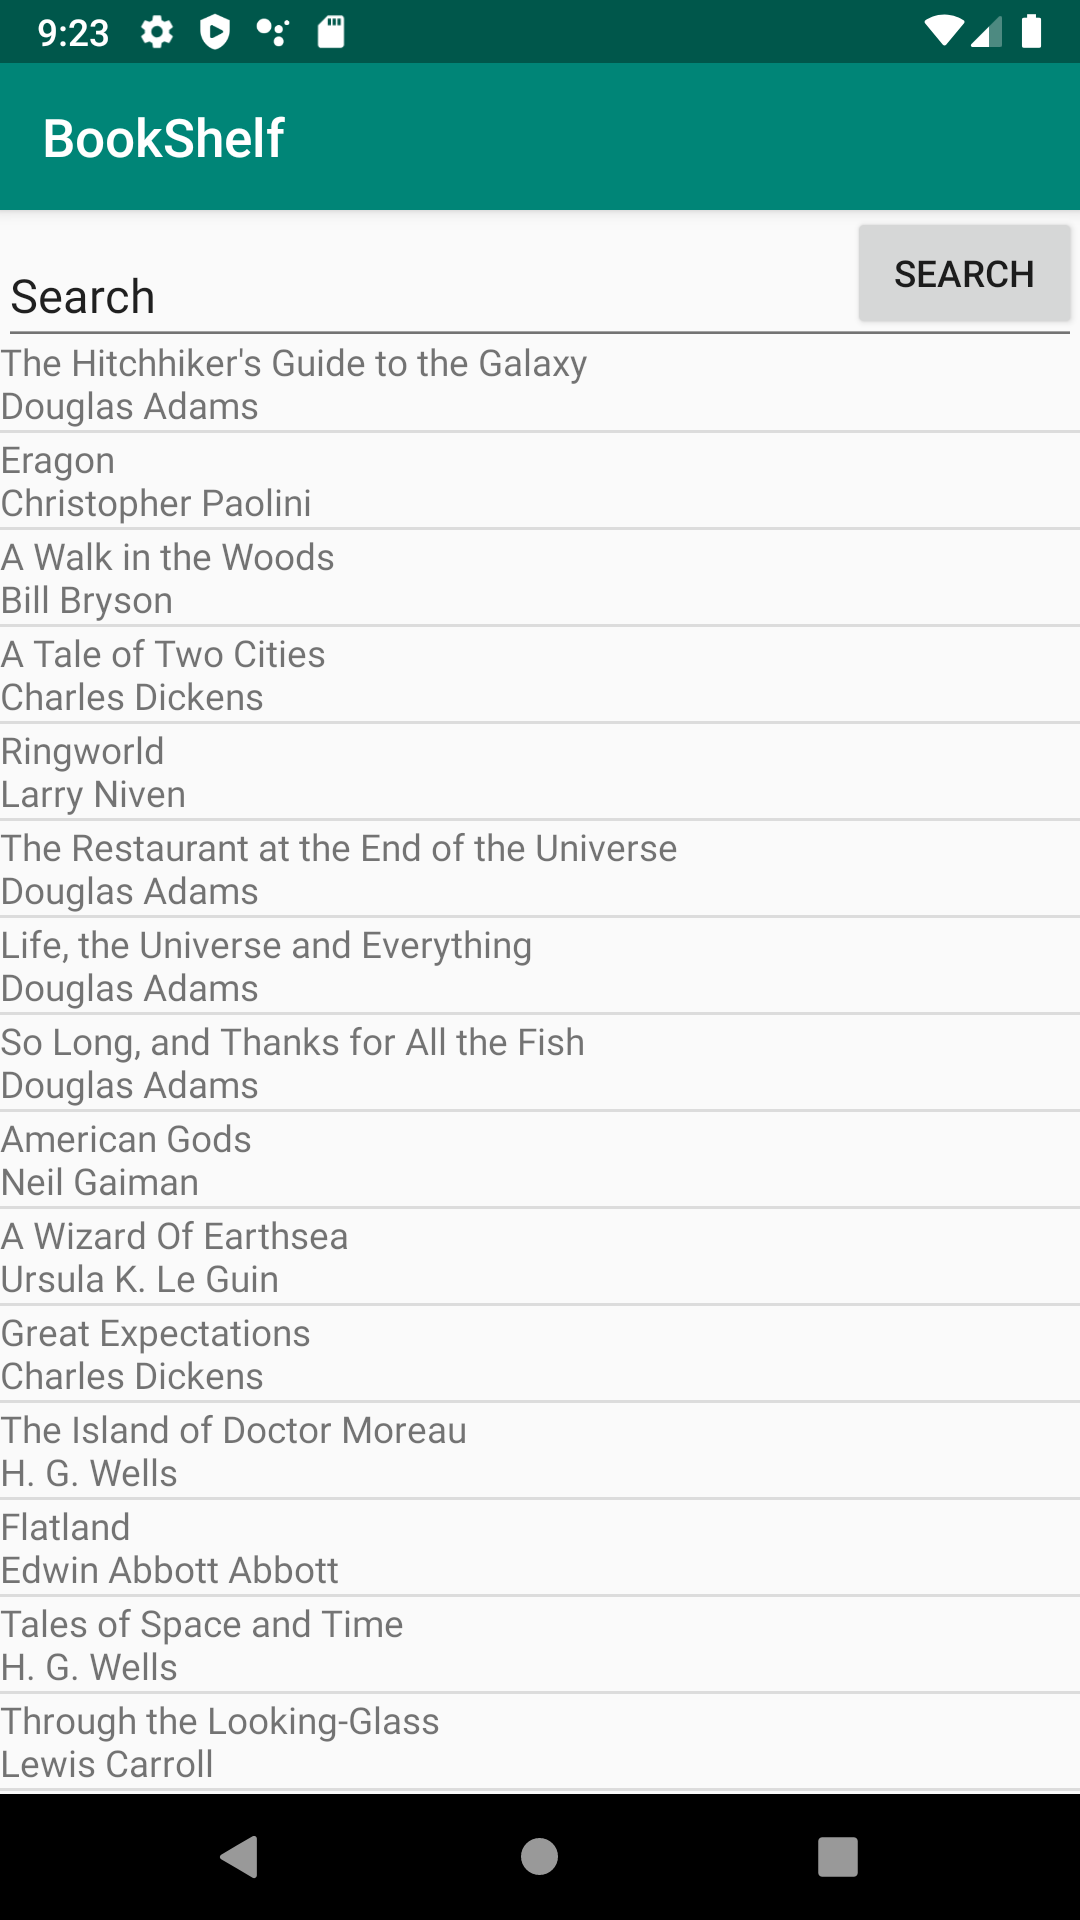 9:23
BookShelf
Search
SEARCH
The Hitchhiker's Guide to the Galaxy
Douglas Adams
Eragon
Christopher Paolini
A Walk in the Woods
Bill Bryson
A Tale of Two Cities
Charles Dickens
Ringworld
Larry Niven
The Restaurant at the End of the Universe
Douglas Adams
Life, the Universe and Everything
Douglas Adams
So Long, and Thanks for All the Fish
Douglas Adams
American Gods
Neil Gaiman
A Wizard Of Earthsea
Ursula K. Le Guin
Great Expectations
Charles Dickens
The Island of Doctor Moreau
H. G. Wells
Flatland
Edwin Abbott Abbott
Tales of Space and Time
H. G. Wells
Through the Looking-Glass
Lewis Carroll